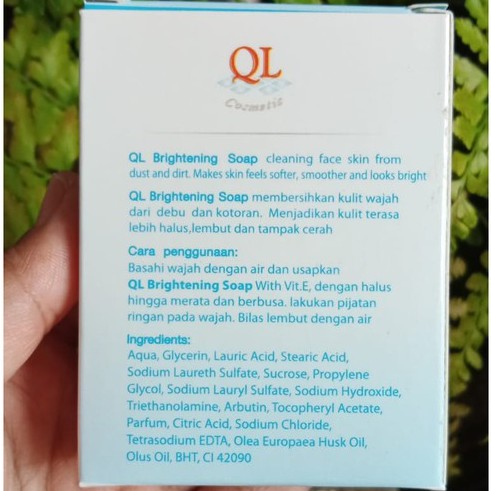 QL
Cosmetic
QL Brightening Soap cleaning face skin from
dust and dirt. Makes skin feels softer, smoother and looks bright
QL Brightening Soap membersihkan kulit wajah
dari debu dan kotoran. Menjadikan kulit terasa
lebih halus,lembut dan tampak cerah
Cara penggunaan:
Basahi wajah dengan air dan usapkan
QL Brightening Soap With Vit.E, dengan halus
hingga merata dan berbusa. lakukan pijatan
ringan pada wajah. Bilas lembut dengan air
Ingredients:
Aqua, Glycerin, Lauric Acid, Stearic Acid,
Sodium Laureth Sulfate, Sucrose, Propylene
Glycol, Sodium Lauryl Sulfate, Sodium Hydroxide,
Triethanolamine, Arbutin, Tocopheryl Acetate,
Parfum, Citric Acid, Sodium Chloride,
Tetrasodium EDTA, Olea Europaea Husk Oil,
Olus Oil, BHT, CI 42090